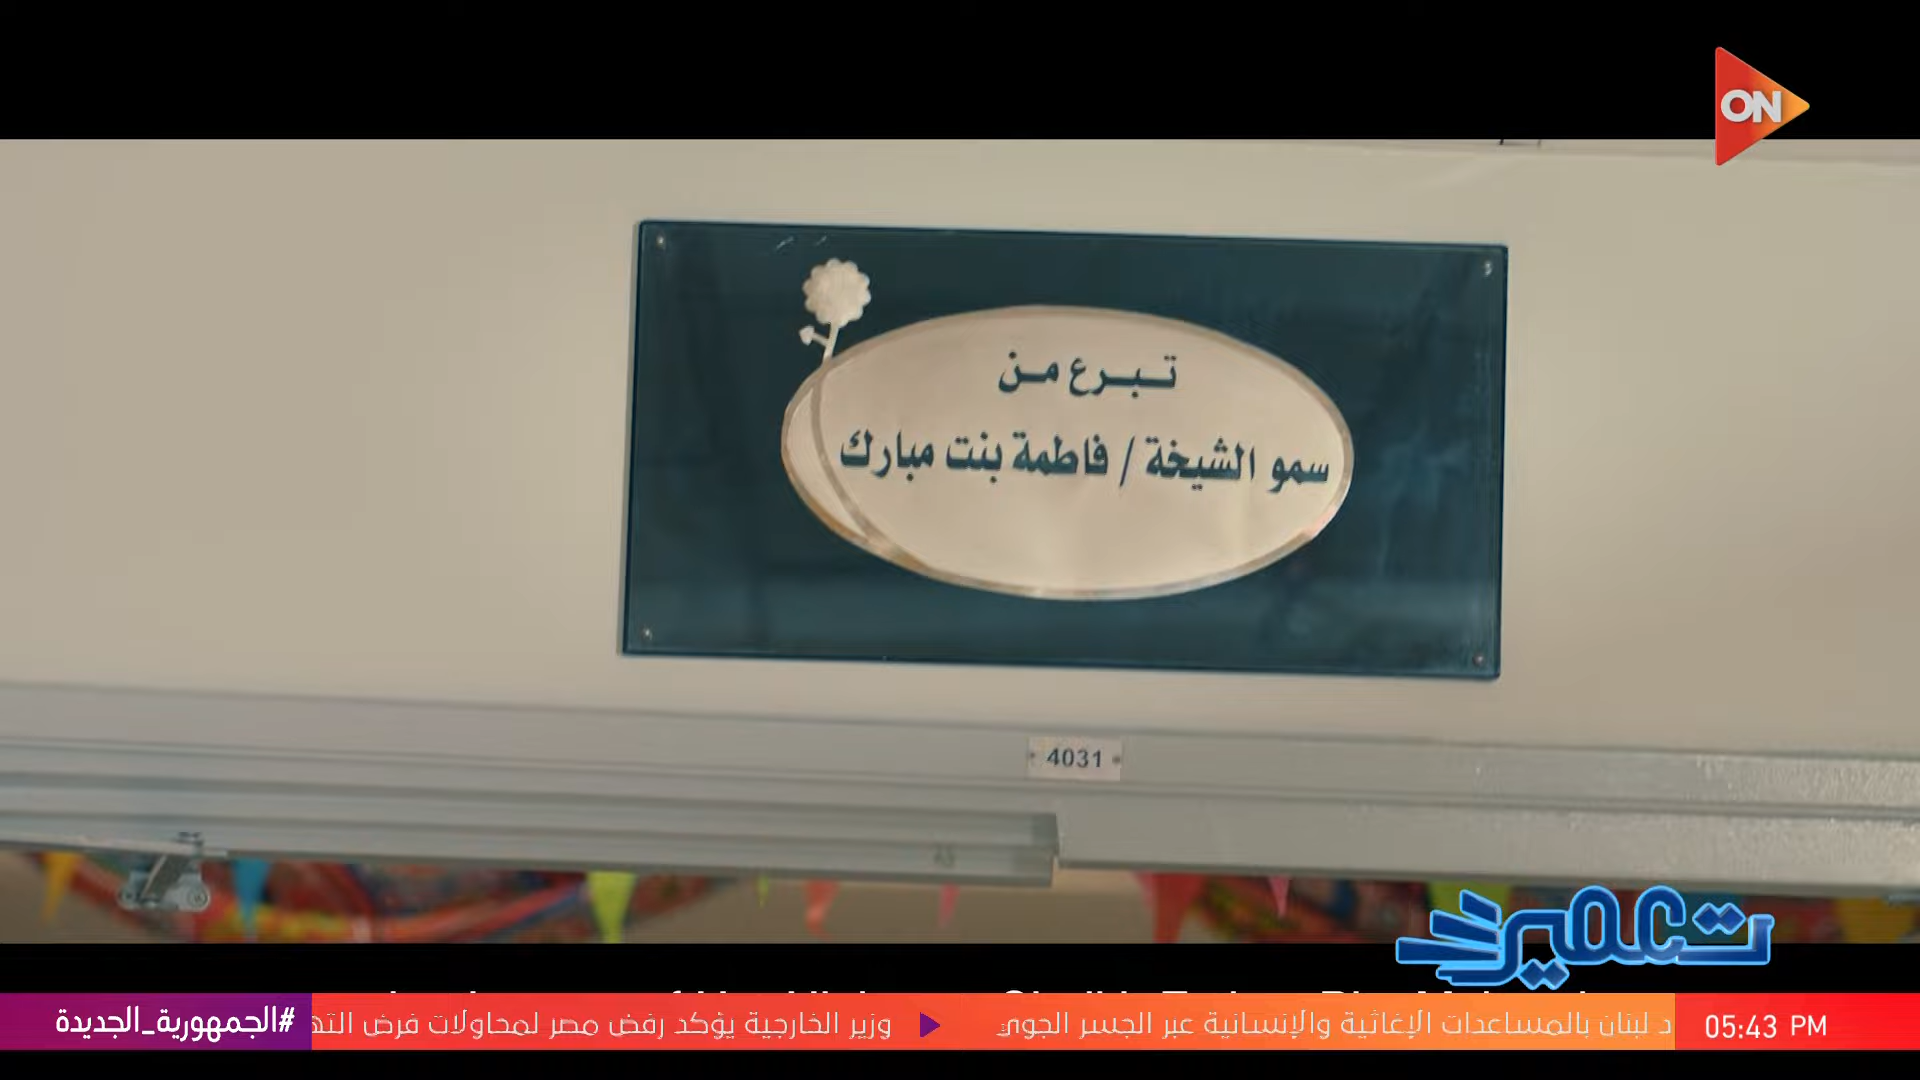 ON
تبرع من
سمو الشيخة / فاطمة بنت مبارك
4031
تعمير
#الجمهورية_الجديدة
وزير الخارجية يؤكد رفض مصر لمحاولات فرض
لبنان بالمساعدات الإغاثية والإنسانية عبر الجسر الجوي
05:43 PM